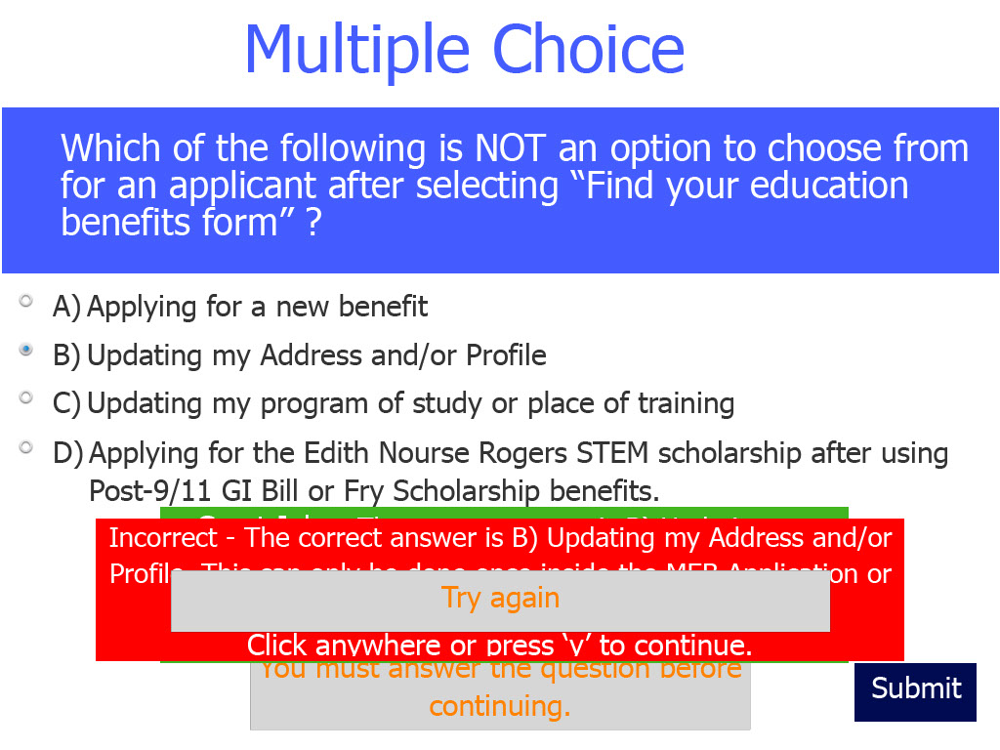 Multiple Choice
Which of the following is NOT an option to choose from
for an applicant after selecting “Find your education
benefits form” ?
A) Applying for a new benefit
B) Updating my Address and/or Profile
C) Updating my program of study or place of training
D) Applying for the Edith Nourse Rogers STEM scholarship after using
Post-9/11 GI Bill or Fry Scholarship benefits.
Incorrect - The correct answer is B) Updating my Address and/or
Profile. This can only be done once inside the MEB Application or
Try again
Click anywhere or press ‘y’ to continue.
You must answer the question before
continuing.
Submit